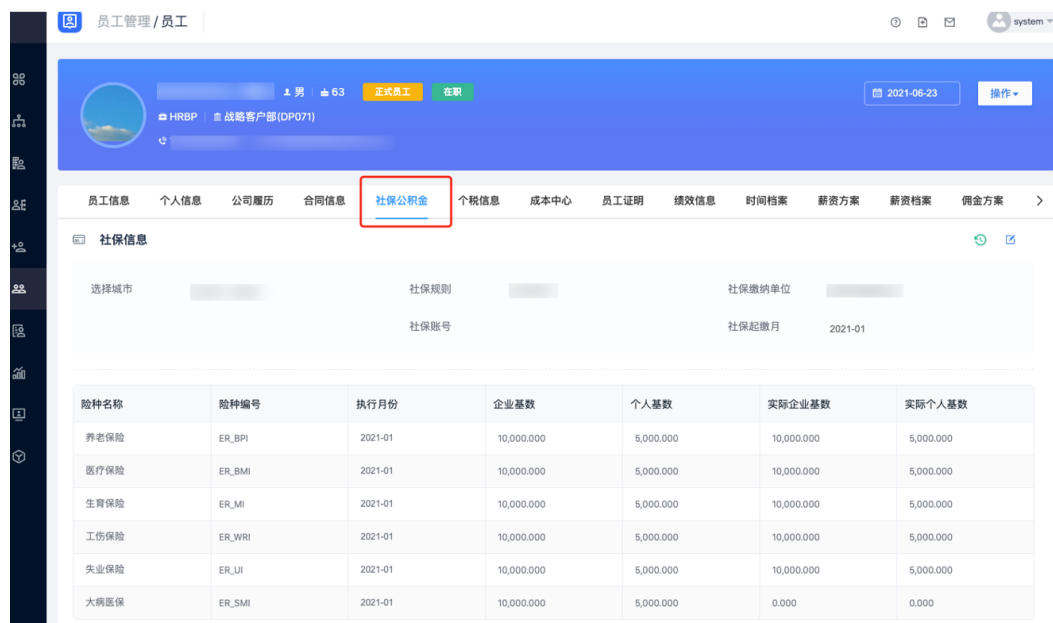 员工管理 / 员工
system
男 63 正式员工 在职
2021-06-23 操作
HRBP 战略客户部(DP071)
员工信息 个人信息 公司履历 合同信息 社保公积金 个税信息 成本中心 员工证明 绩效信息 时间档案 薪资方案 薪资档案 佣金方案
社保信息
选择城市 社保规则 社保缴纳单位
社保账号 社保起缴月 2021-01
险种名称 险种编号 执行月份 企业基数 个人基数 实际企业基数 实际个人基数
养老保险 ER_BPI 2021-01 10,000.000 5,000.000 10,000.000 5,000.000
医疗保险 ER_BMI 2021-01 10,000.000 5,000.000 10,000.000 5,000.000
生育保险 ER_MI 2021-01 10,000.000 5,000.000 10,000.000 5,000.000
工伤保险 ER_WRI 2021-01 10,000.000 5,000.000 10,000.000 5,000.000
失业保险 ER_UI 2021-01 10,000.000 5,000.000 10,000.000 5,000.000
大病医保 ER_SMI 2021-01 10,000.000 5,000.000 0.000 0.000